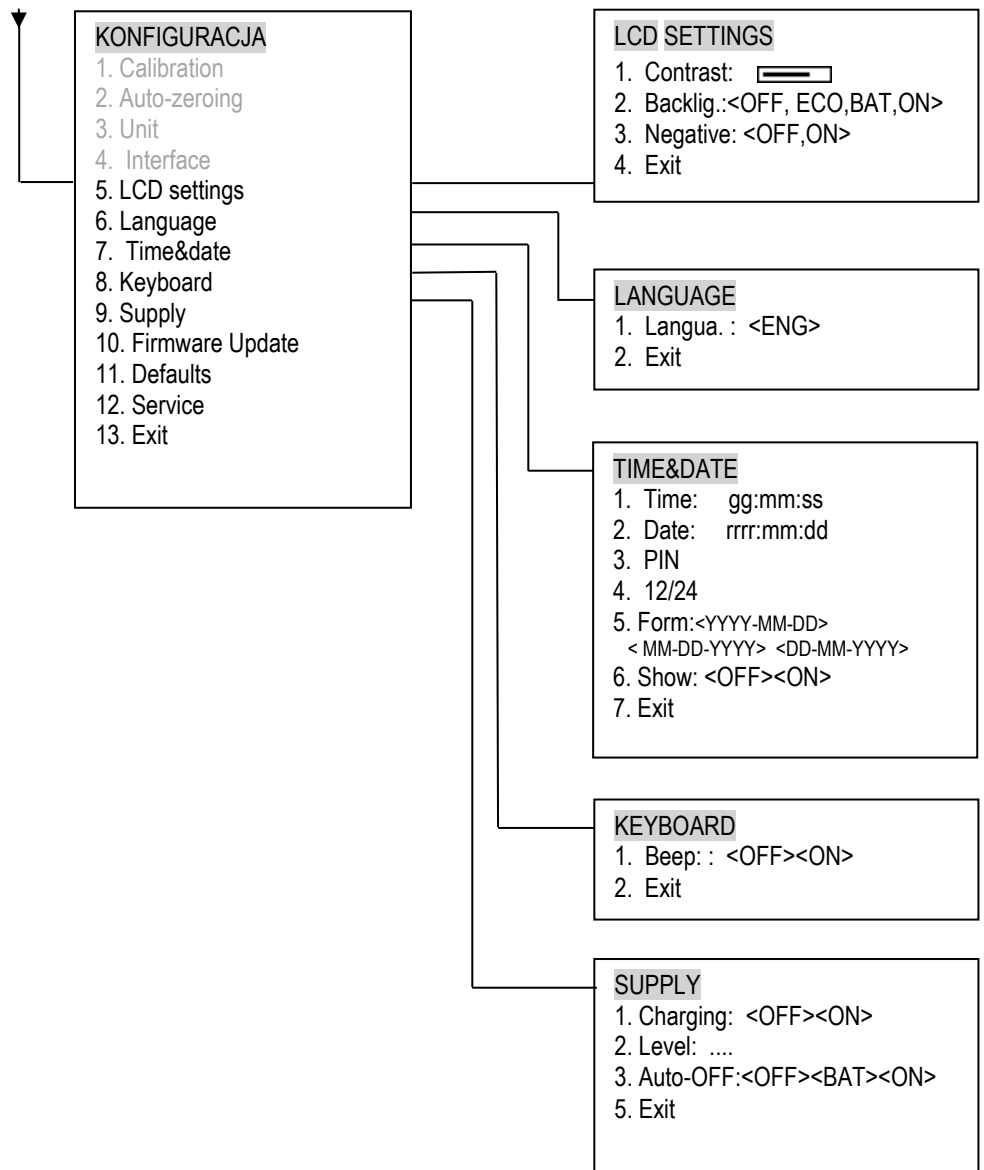 KONFIGURACJA
1. Calibration
2. Auto-zeroing
3. Unit
4. Interface
5. LCD settings
6. Language
7. Time&date
8. Keyboard
9. Supply
10. Firmware Update
11. Defaults
12. Service
13. Exit
LCD SETTINGS
1. Contrast:
2. Backlig.:<OFF, ECO,BAT,ON>
3. Negative: <OFF,ON>
4. Exit
LANGUAGE
1. Langua. : <ENG>
2. Exit
TIME&DATE
1. Time: gg:mm:ss
2. Date: rrrr:mm:dd
3. PIN
4. 12/24
5. Form:<YYYY-MM-DD>
< MM-DD-YYYY> <DD-MM-YYYY>
6. Show: <OFF><ON>
7. Exit
KEYBOARD
1. Beep: : <OFF><ON>
2. Exit
SUPPLY
1. Charging: <OFF><ON>
2. Level: ....
3. Auto-OFF:<OFF><BAT><ON>
5. Exit